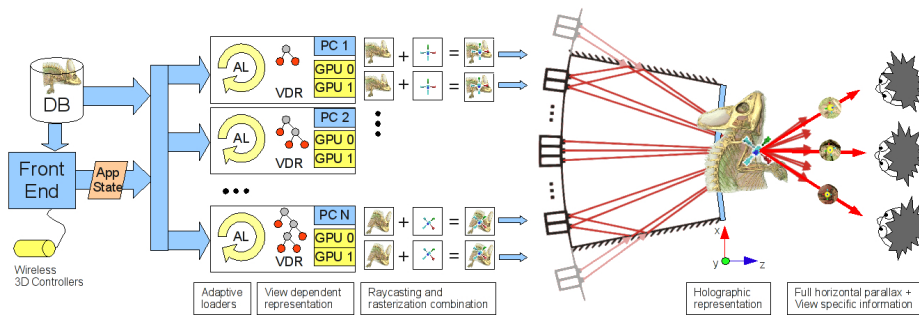 DB
Front
End
App
State
Wireless
3D Controllers
AL
VDR
PC 1
GPU 0
GPU 1
AL
VDR
PC 2
GPU 0
GPU 1
AL
VDR
PC N
GPU 0
GPU 1
+ =
+ =
+ =
+ =
x
y
z
Adaptive
loaders
View dependent
representation
Raycasting and
rasterization combination
Holographic
representation
Full horizontal parallax +
View specific information